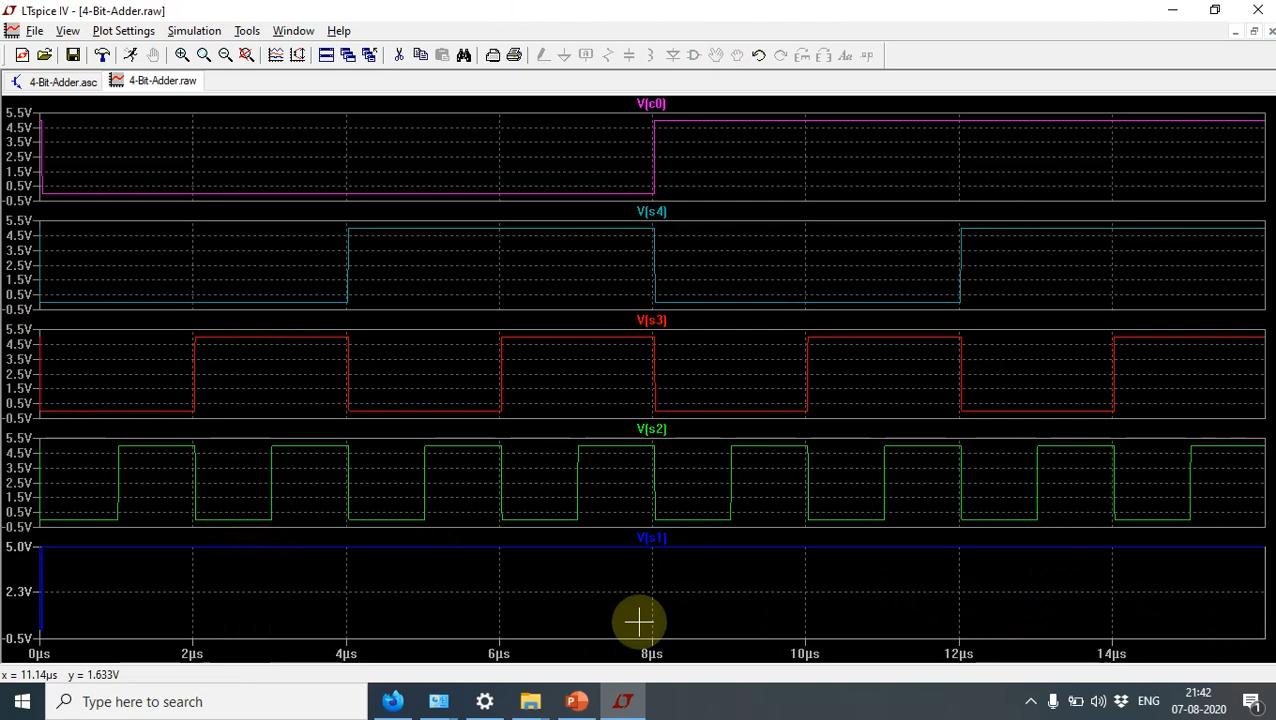 LTspice IV - [4-Bit-Adder.raw]
File View Plot Settings Simulation Tools Window Help
4-Bit-Adder.asc 4-Bit-Adder.raw
V(c0)
5.5V
4.5V
3.5V
2.5V
1.5V
0.5V
-0.5V
V(s4)
5.5V
4.5V
3.5V
2.5V
1.5V
0.5V
-0.5V
V(s3)
5.5V
4.5V
3.5V
2.5V
1.5V
0.5V
-0.5V
V(s2)
5.5V
4.5V
3.5V
2.5V
1.5V
0.5V
-0.5V
V(s1)
5.0V
2.3V
-0.5V
0µs 2µs 4µs 6µs 8µs 10µs 12µs 14µs
x = 11.14µs y = 1.633V
Type here to search
ENG
21:42
07-08-2020
1